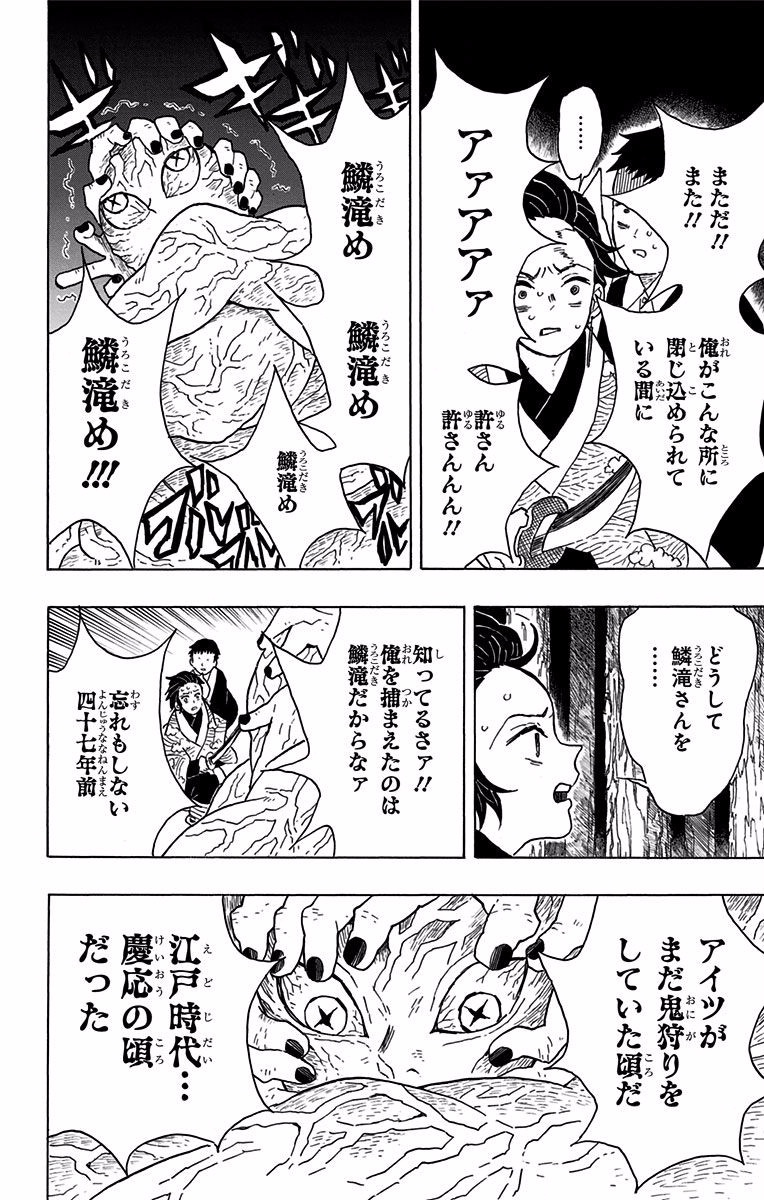 まただ!!
また!!
……
アァアアァ
俺がこんな所に
閉じ込められて
いる間に
許さん
許さんんん!!
ギギギ
鱗滝め
鱗滝め
鱗滝め
鱗滝め!!!
どうして
鱗滝さんを
……
知ってるさァ!!
俺を捕まえたのは
鱗滝だからなァ
忘れもしない
四十七年前
アイツが
まだ鬼狩りを
していた頃だ
江戸時代…
慶応の頃
だった